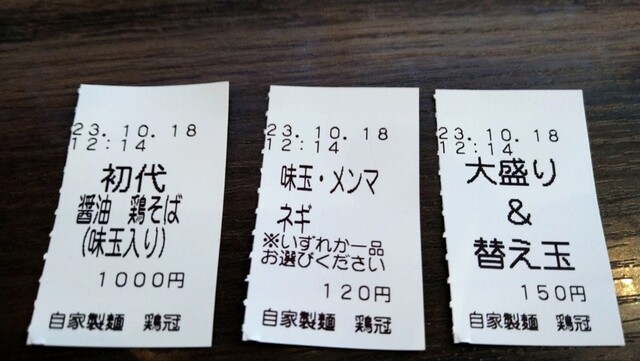 23.10.18
12:14
初代
醤油 鶏そば
(味玉入り)
1000円
自家製麺 鶏冠
23.10.18
12:14
味玉・メンマ
ネギ
※いずれか一品
お選びください
120円
自家製麺 鶏冠
23.10.18
12:14
大盛り
&
替え玉
150円
自家製麺 鶏冠